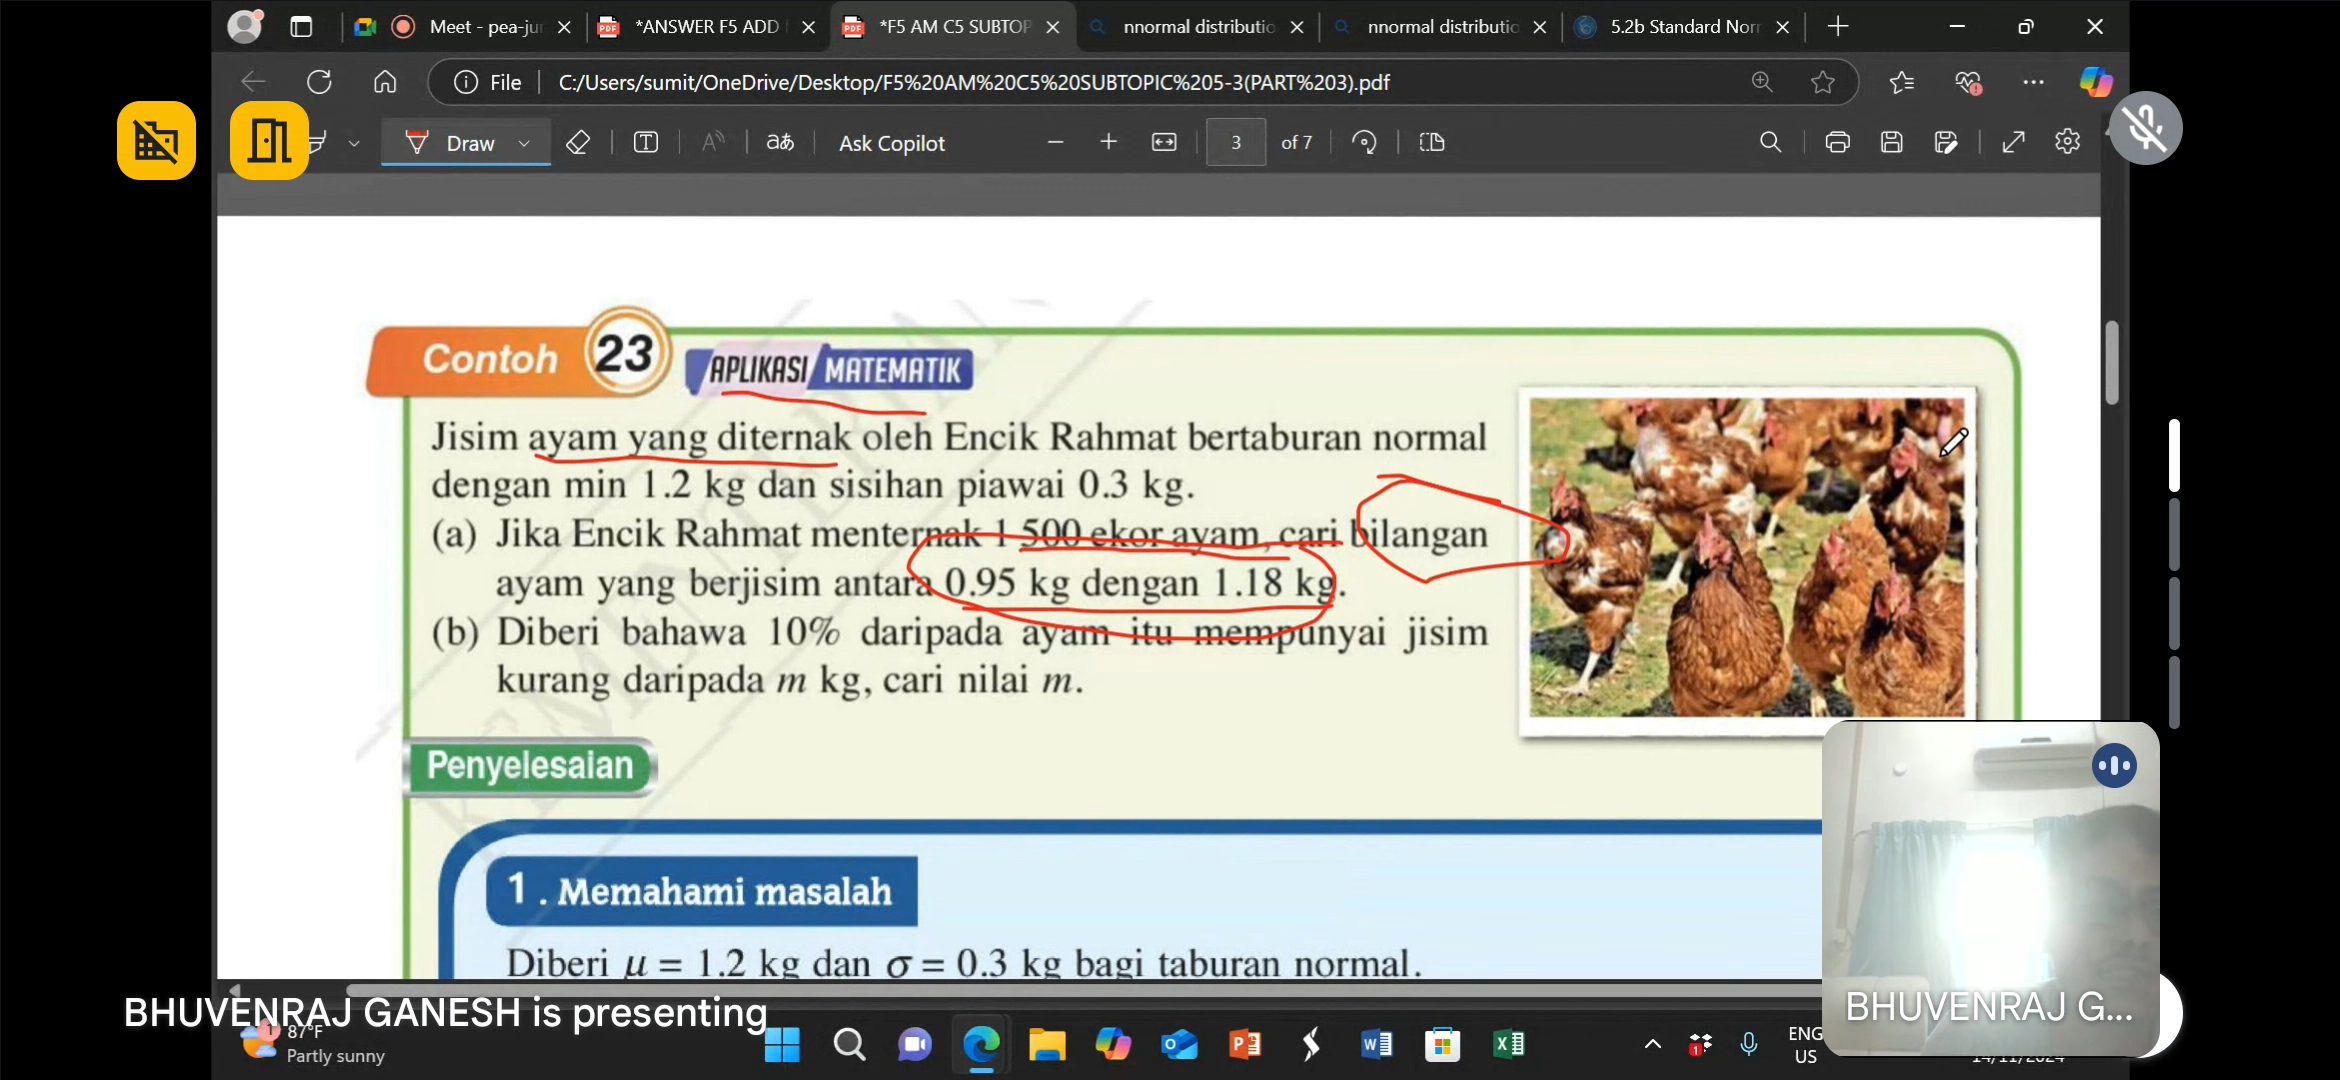 Meet - pea-ju
*ANSWER F5 ADD
*F5 AM C5 SUBTOP
nnormal distributio
nnormal distributio
5.2b Standard Nor
File
C:/Users/sumit/OneDrive/Desktop/F5%20AM%20C5%20SUBTOPIC%205-3(PART%203).pdf
Draw
Ask Copilot
3
of 7
Contoh 23 APLIKASI MATEMATIK
Jisim ayam yang diternak oleh Encik Rahmat bertaburan normal
dengan min 1.2 kg dan sisihan piawai 0.3 kg.
(a) Jika Encik Rahmat menternak 1 500 ekor ayam, cari bilangan
ayam yang berjisim antara 0.95 kg dengan 1.18 kg.
(b) Diberi bahawa 10% daripada ayam itu mempunyai jisim
kurang daripada m kg, cari nilai m.
Penyelesaian
1 . Memahami masalah
Diberi μ = 1.2 kg dan σ = 0.3 kg bagi taburan normal.
BHUVENRAJ GANESH is presenting
BHUVENRAJ G...
87°F
Partly sunny
ENG
US